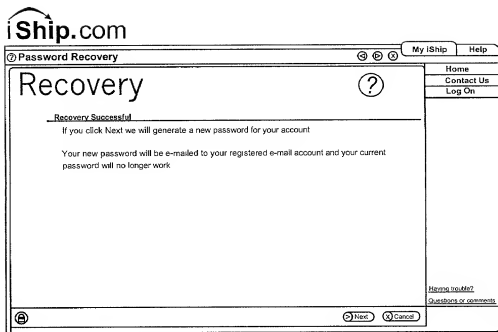 iShip.com
My iShip Help
Password Recovery
Home
Contact Us
Log On
Recovery
?
Recovery Successful
If you click Next we will generate a new password for your account
Your new password will be e-mailed to your registered e-mail account and your current
password will no longer work
Having trouble?
Questions or comments
Next Cancel